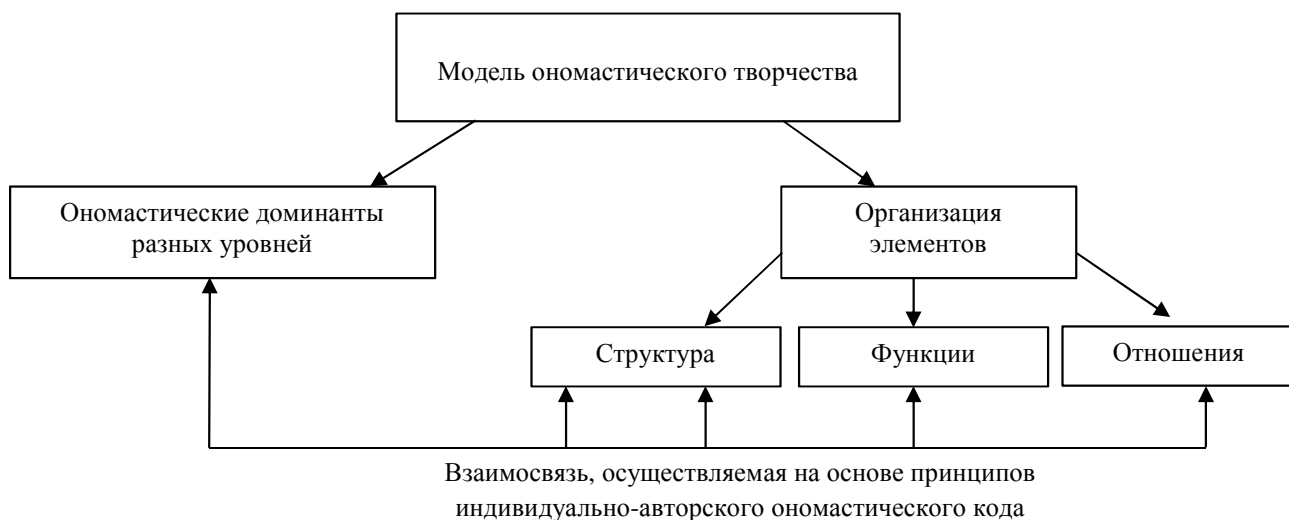 Модель ономастического творчества
Ономастические доминанты
разных уровней
Организация
элементов
Структура
Функции
Отношения
Взаимосвязь, осуществляемая на основе принципов
индивидуально-авторского ономастического кода